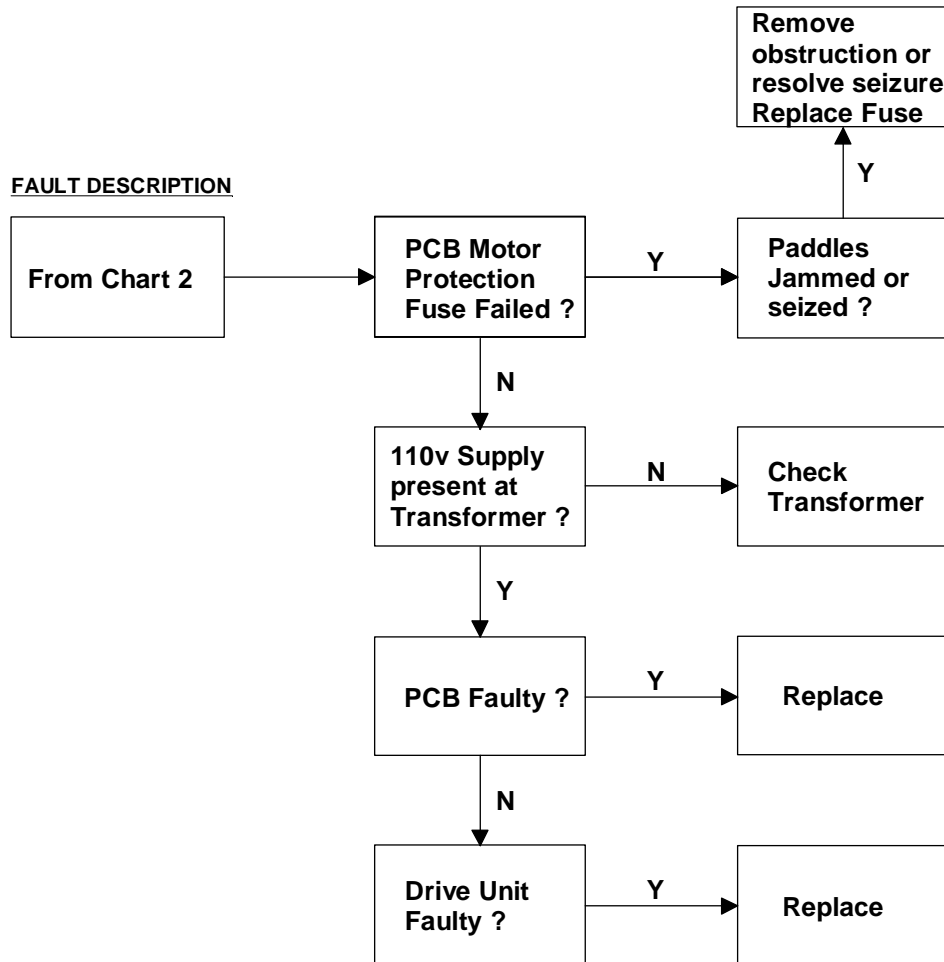 Remove
obstruction or
resolve seizure
Replace Fuse
Y
FAULT DESCRIPTION
From Chart 2
PCB Motor
Protection
Fuse Failed ?
Y
Paddles
Jammed or
seized ?
N
110v Supply
present at
Transformer ?
N
Check
Transformer
Y
PCB Faulty ?
Y
Replace
N
Drive Unit
Faulty ?
Y
Replace